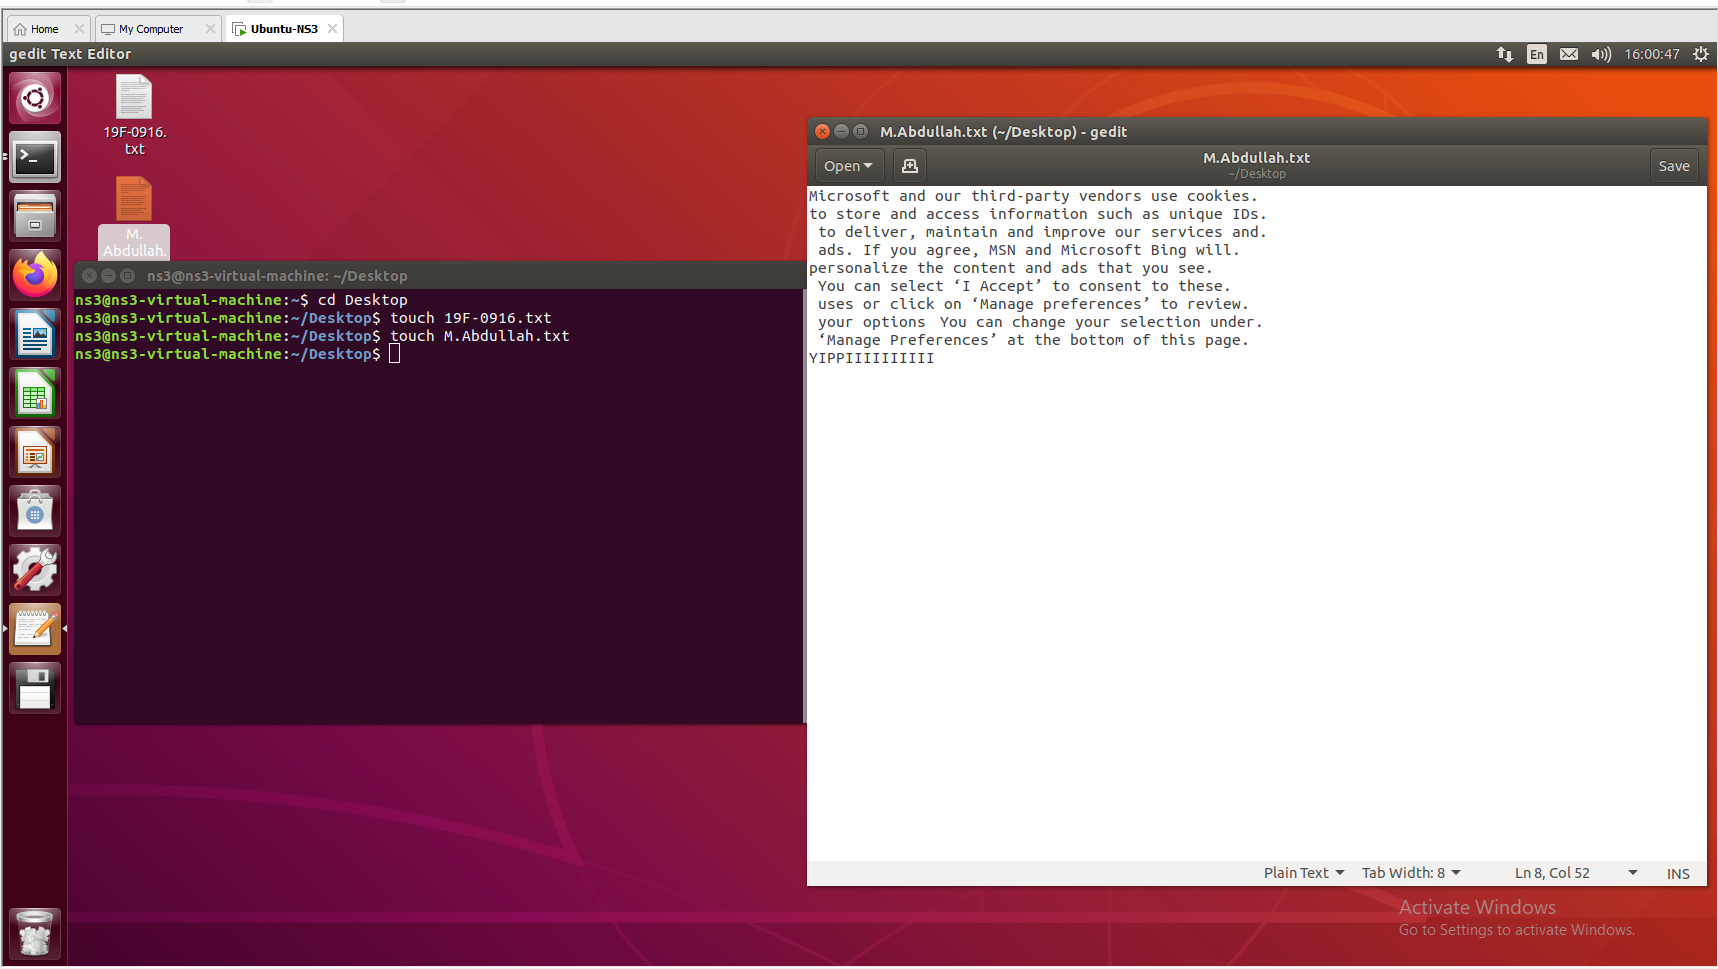 Home
My Computer
Ubuntu-NS3
gedit Text Editor
En
16:00:47
19F-0916.
txt
M.
Abdullah.
ns3@ns3-virtual-machine: ~/Desktop
ns3@ns3-virtual-machine:~$ cd Desktop
ns3@ns3-virtual-machine:~/Desktop$ touch 19F-0916.txt
ns3@ns3-virtual-machine:~/Desktop$ touch M.Abdullah.txt
ns3@ns3-virtual-machine:~/Desktop$
M.Abdullah.txt (~/Desktop) - gedit
Open
M.Abdullah.txt
~/Desktop
Save
Microsoft and our third-party vendors use cookies.
to store and access information such as unique IDs.
to deliver, maintain and improve our services and.
ads. If you agree, MSN and Microsoft Bing will.
personalize the content and ads that you see.
You can select ‘I Accept’ to consent to these.
uses or click on ‘Manage preferences’ to review.
your options You can change your selection under.
‘Manage Preferences’ at the bottom of this page.
YIPPIIIIIIIIII
Plain Text
Tab Width: 8
Ln 8, Col 52
INS
Activate Windows
Go to Settings to activate Windows.